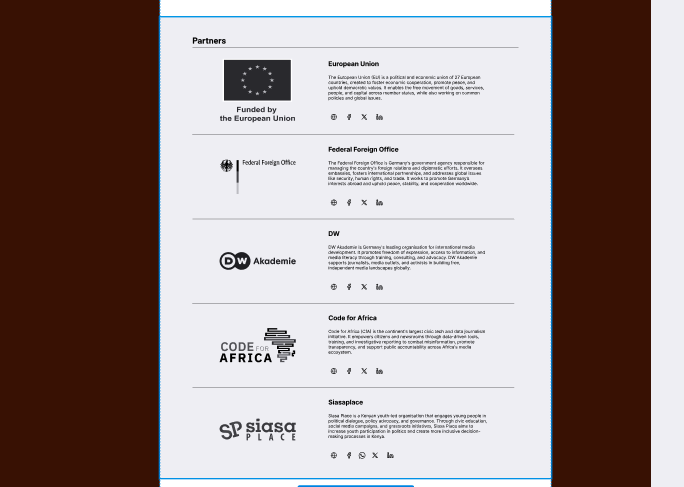 Partners
Funded by
the European Union
European Union
The European Union (EU) is a political and economic union of 27 European
countries, created to foster economic cooperation, promote peace, and
uphold democratic values. It enables the free movement of goods, services,
people, and capital across member states, while also working on common
policies and global issues.
Federal Foreign Office
Federal Foreign Office
The Federal Foreign Office is Germany's government agency responsible for
managing the country's foreign relations and diplomatic efforts. It oversees
embassies, fosters international partnerships, and addresses global issues
like security, human rights, and trade. It works to promote Germany's
interests abroad and uphold peace, stability, and cooperation worldwide.
DW Akademie
DW
DW Akademie is Germany's leading organisation for international media
development. It promotes freedom of expression, access to information, and
media literacy through training, consulting, and advocacy. DW Akademie
supports journalists, media outlets, and activists in building free,
independent media landscapes globally.
CODE FOR
AFRICA
Code for Africa
Code for Africa (CfA) is the continent's largest civic tech and data journalism
initiative. It empowers citizens and newsrooms through data-driven tools,
training, and investigative reporting to combat misinformation, promote
transparency, and support public accountability across Africa's media
ecosystem.
SP siasa
PLACE
Siasaplace
Siasa Place is a Kenyan youth-led organisation that engages young people in
political dialogue, policy advocacy, and governance. Through civic education,
social media campaigns, and grassroots initiatives, Siasa Place aims to
increase youth participation in politics and create more inclusive decision-
making processes in Kenya.